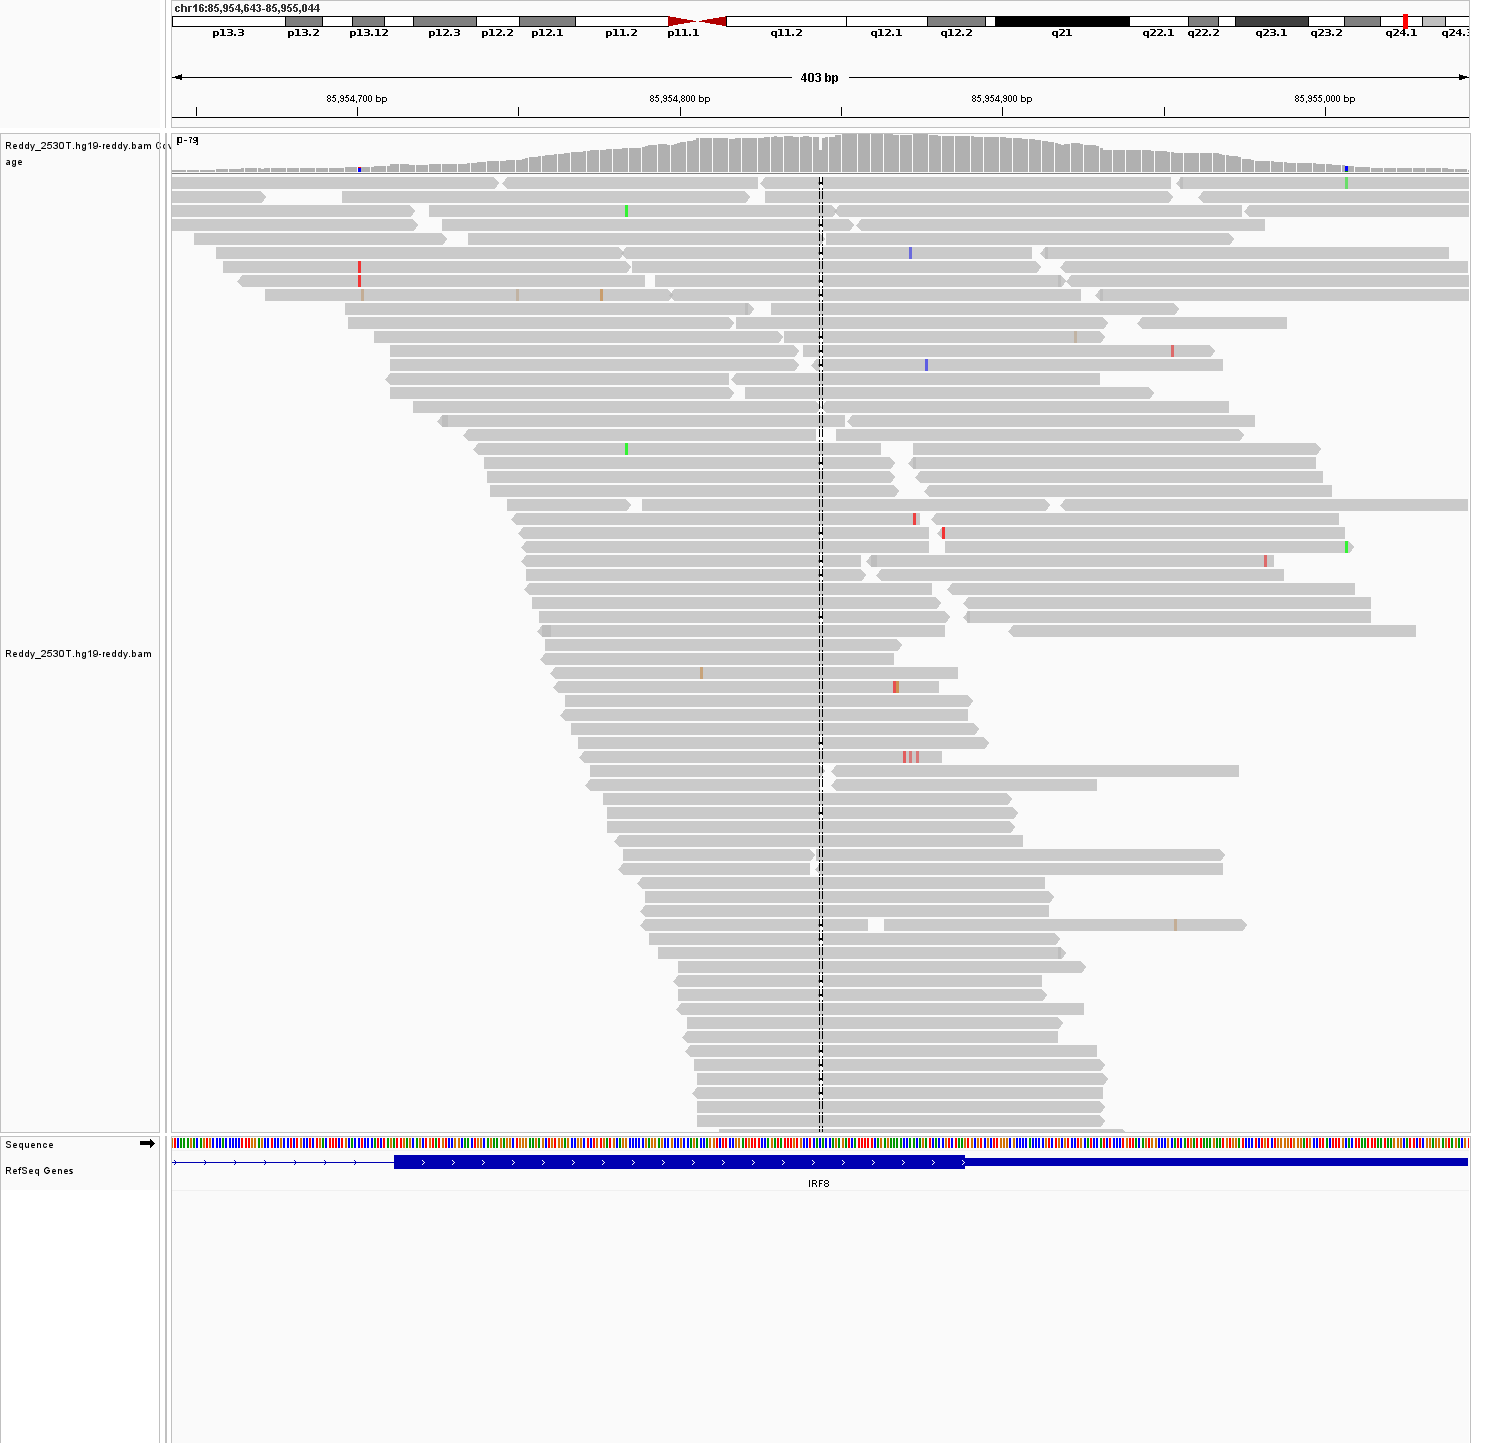 chr16:85,954,643-85,955,044
p13.3 p13.2 p13.12 p12.3 p12.2 p12.1 p11.2 p11.1 q11.2 q12.1 q12.2 q21 q22.1 q22.2 q23.1 q23.2 q24.1 q24.3
403 bp
85,954,700 bp 85,954,800 bp 85,954,900 bp 85,955,000 bp
Reddy_2530T.hg19-reddy.bam Cov
age
Reddy_2530T.hg19-reddy.bam
Sequence
RefSeq Genes
IRF8